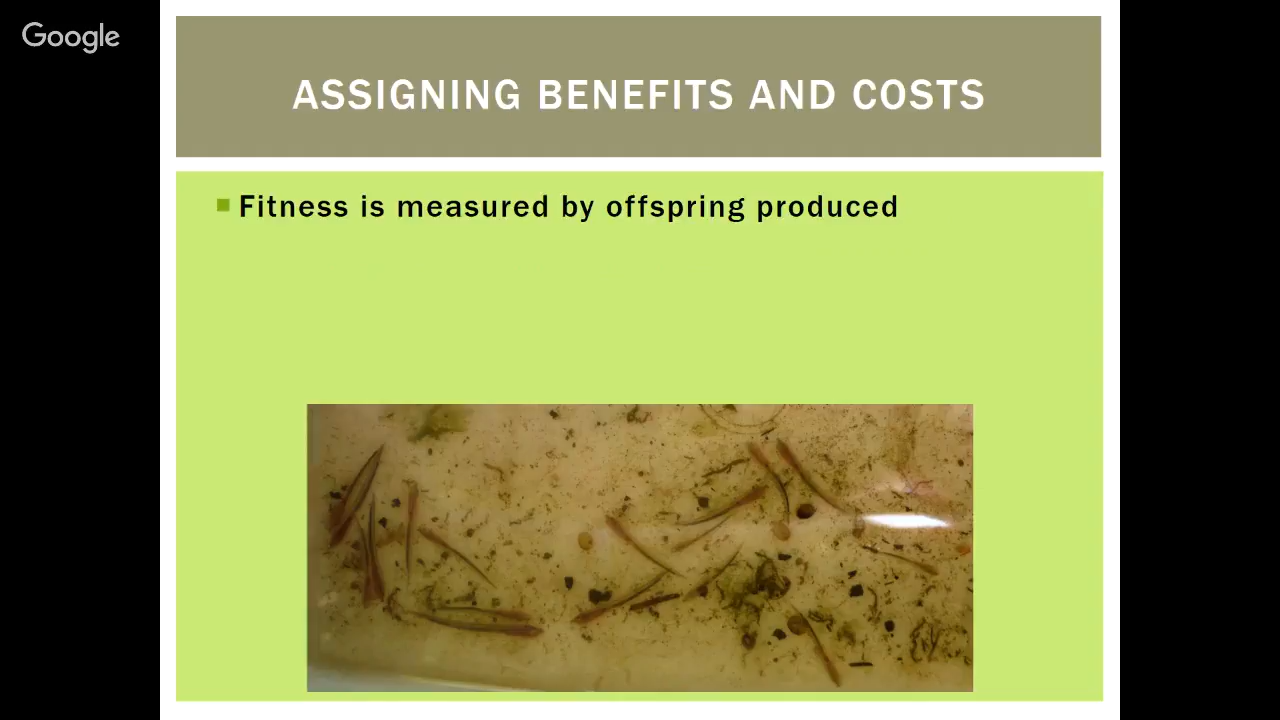 Google
ASSIGNING BENEFITS AND COSTS
Fitness is measured by offspring produced